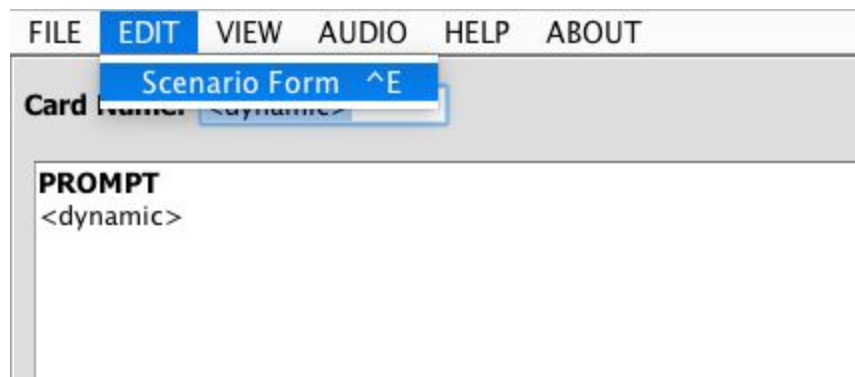 FILE EDIT VIEW AUDIO HELP ABOUT
Scenario Form ^E
Card
PROMPT
<dynamic>